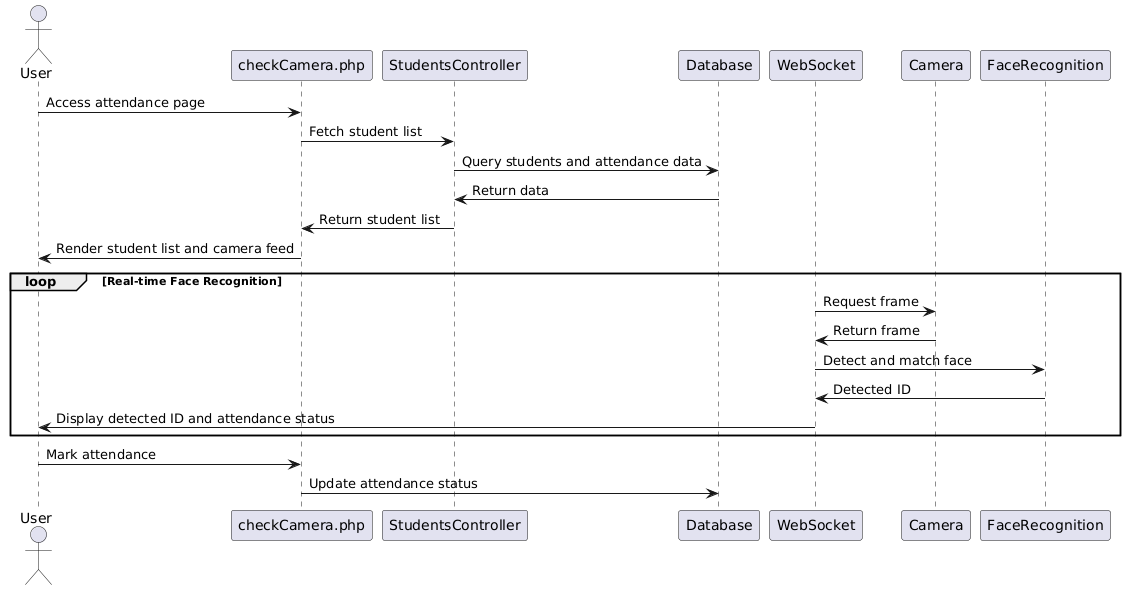 User
checkCamera.php
StudentsController
Database
WebSocket
Camera
FaceRecognition
Access attendance page
Fetch student list
Query students and attendance data
Return data
Return student list
Render student list and camera feed
loop
[Real-time Face Recognition]
Request frame
Return frame
Detect and match face
Detected ID
Display detected ID and attendance status
Mark attendance
Update attendance status
User
checkCamera.php
StudentsController
Database
WebSocket
Camera
FaceRecognition